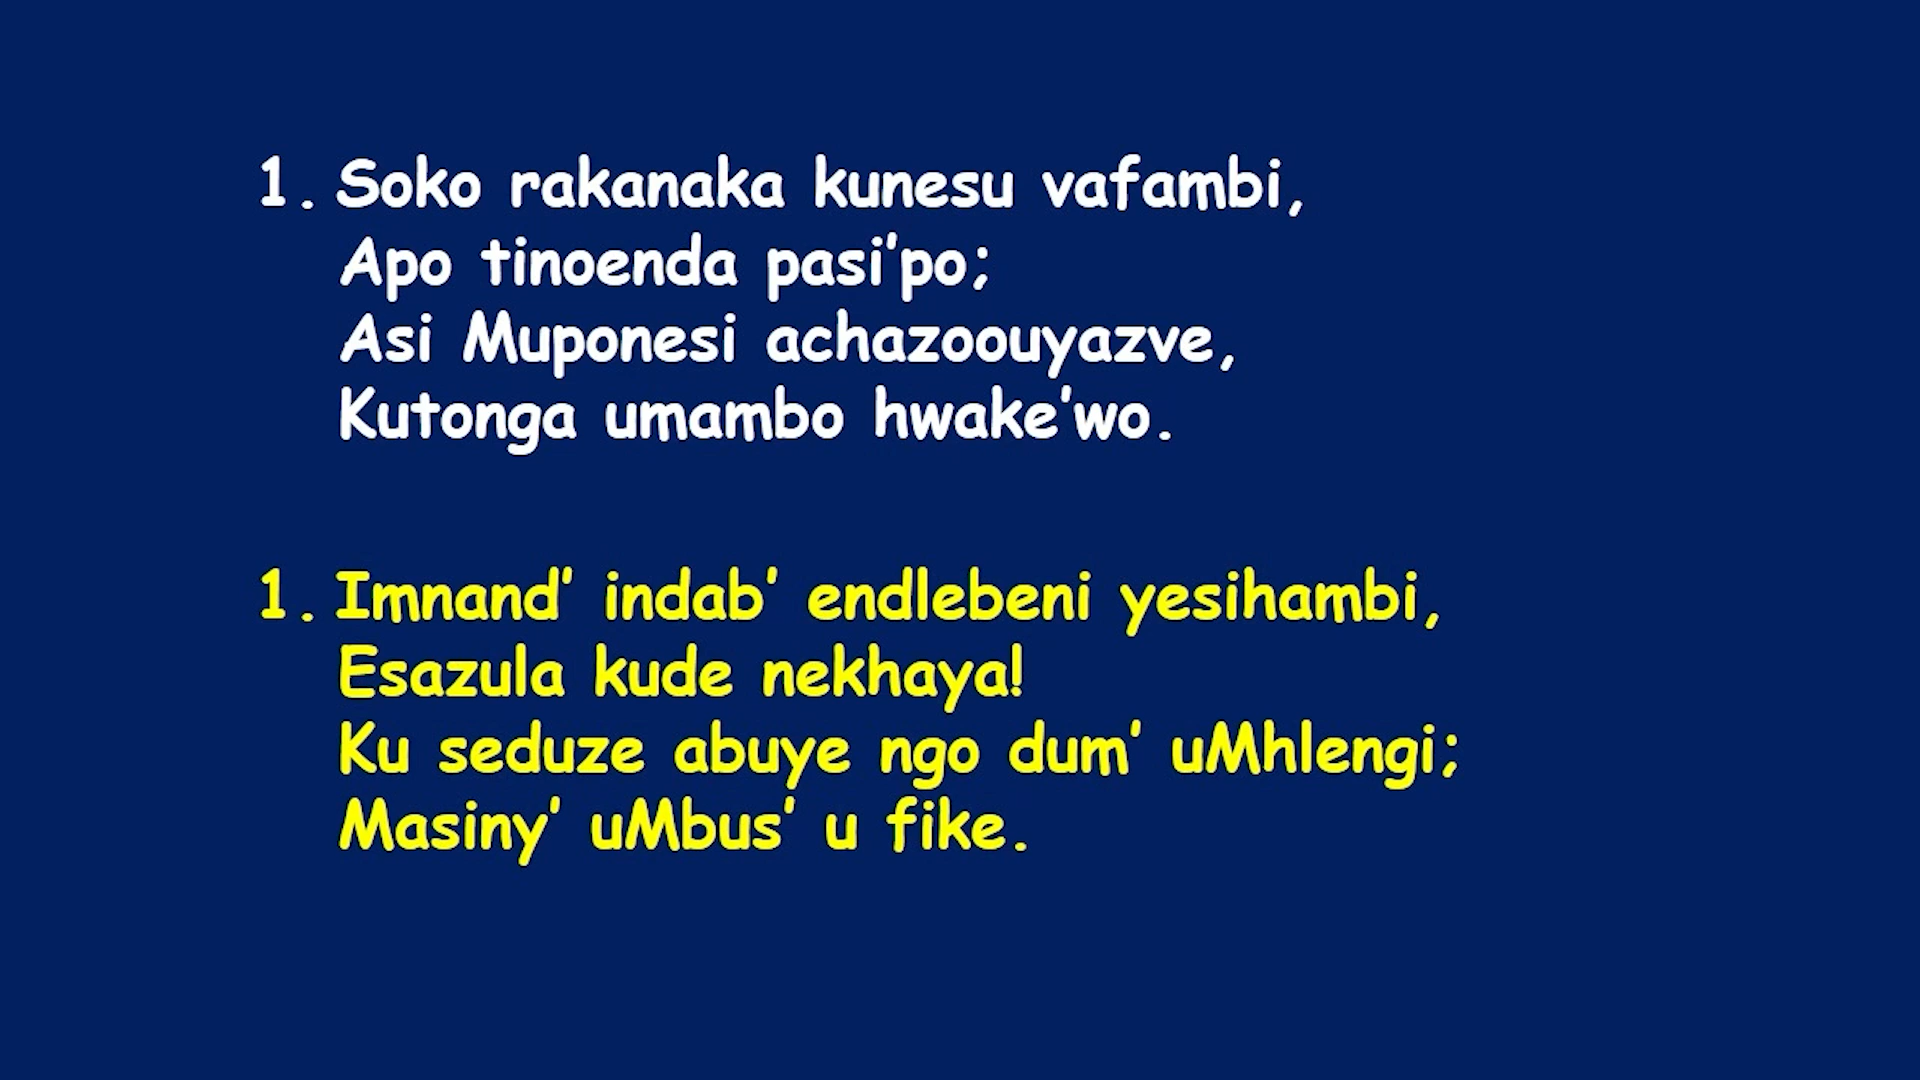 1. Soko rakanaka kunesu vafambi,
Apo tinoenda pasi’po;
Asi Muponesi achazoouyazve,
Kutonga umambo hwake’wo.
1. Imnand’ indab’ endlebeni yesihambi,
Esazula kude nekhaya!
Ku seduze abuye ngo dum’ uMhlengi;
Masiny’ uMbus’ u fike.